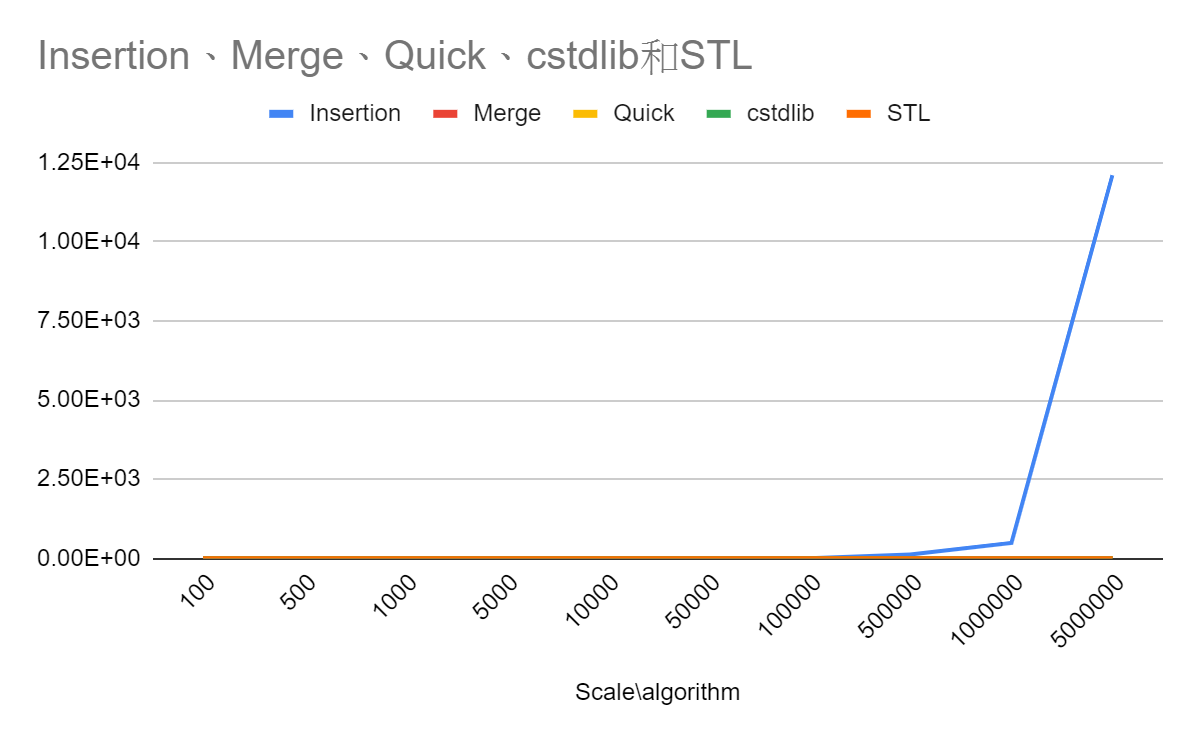 Insertion、Merge、Quick、cstdlib和STL
Insertion Merge Quick cstdlib STL
1.25E+04
1.00E+04
7.50E+03
5.00E+03
2.50E+03
0.00E+00
100 500 1000 5000 10000 50000 100000 500000 1000000 5000000
Scale\algorithm